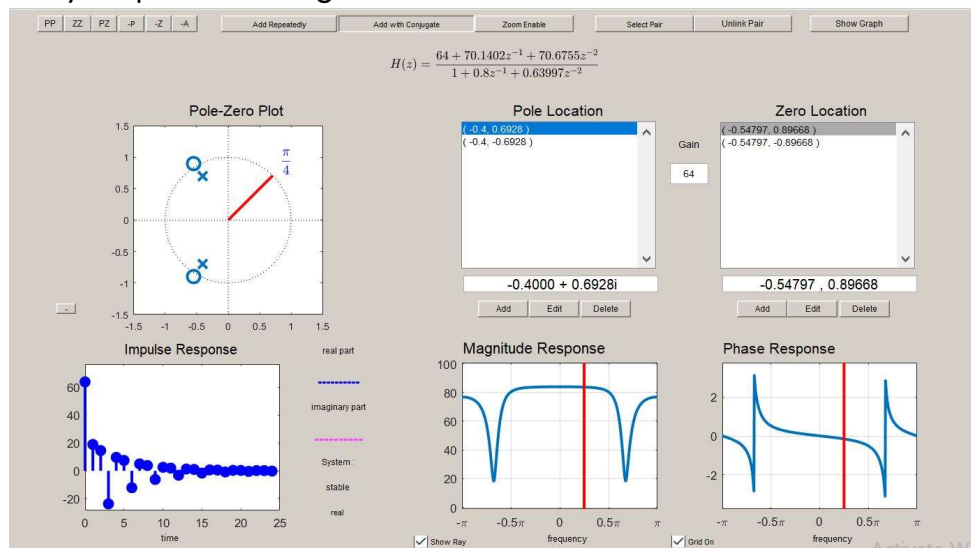 PP ZZ PZ -P -Z -A Add Repeatedly Add with Conjugate Zoom Enable Select Pair Unlink Pair Show Graph
H(z) = \frac{64 + 70.1402z^{-1} + 70.6755z^{-2}}{1 + 0.8z^{-1} + 0.63997z^{-2}}
Pole-Zero Plot
1.5
1
0.5
0
-0.5
-1
-1.5
-1.5 -1 -0.5 0 0.5 1 1.5
\frac{π}{4}
-
Pole Location
( -0.4, 0.6928 )
( -0.4, -0.6928 )
-0.4000 + 0.6928i
Add Edit Delete
Gain
64
Zero Location
( -0.54797, 0.89668 )
( -0.54797, -0.89668 )
-0.54797 , 0.89668
Add Edit Delete
Impulse Response
60
40
20
0
-20
0 5 10 15 20 25
time
real part
imaginary part
System :
stable
real
Magnitude Response
100
80
60
40
20
0
-π -0.5π 0 0.5π π
frequency
Show Ray
Phase Response
2
0
-2
-π -0.5π 0 0.5π π
frequency
Grid On